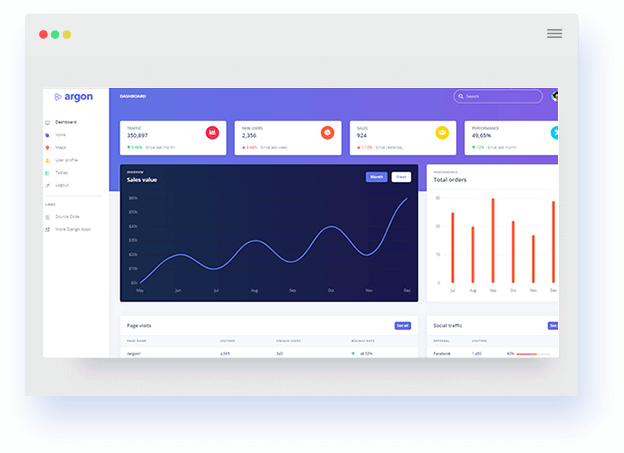 argon
DASHBOARD
Search
Dashboard
Icons
Maps
User profile
Tables
Logout
LINKS
Source Code
More Django Apps
TRAFFIC
350,897
3.48% Since last month
NEW USERS
2,356
3.48% Since last week
SALES
924
1.10% Since yesterday
PERFORMANCE
49,65%
12% Since last month
OVERVIEW
Sales value
Month
Week
$60k
$50k
$40k
$30k
$20k
$10k
$0k
May Jun Jul Aug Sep Oct Nov Dec
PERFORMANCE
Total orders
30
20
10
0
Jul Aug Sep Oct Nov Dec
Page visits
See all
PAGE NAME VISITORS UNIQUE USERS BOUNCE RATE
/argon/ 4,569 340 46,53%
Social traffic
See
REFERRAL VISITORS
Facebook 1,480 60%